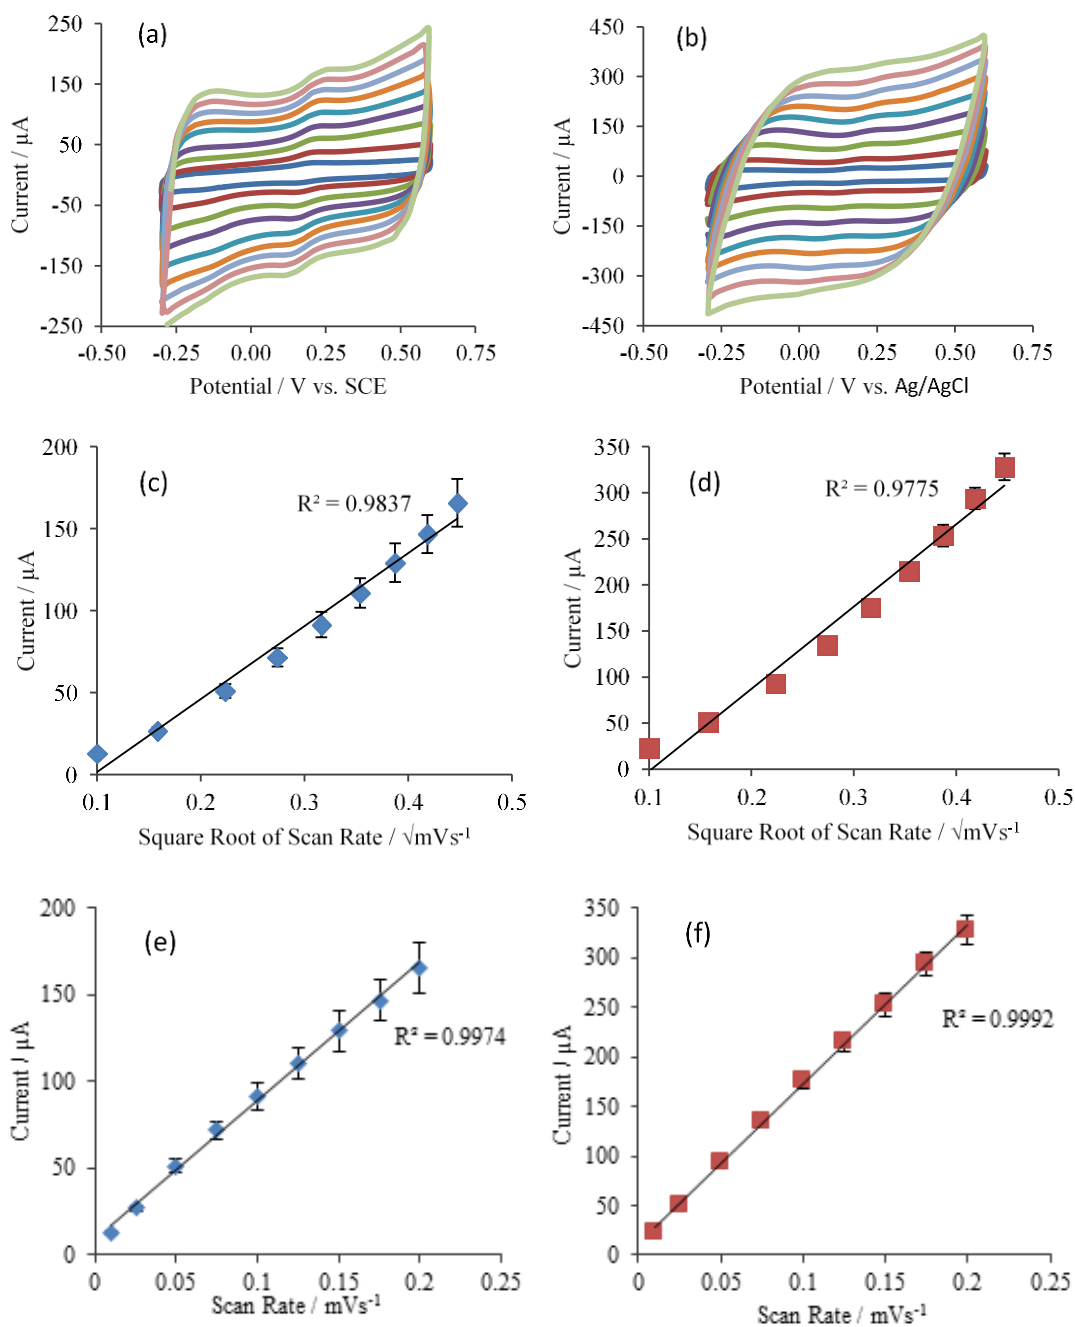 (a)
250
150
50
-50
-150
-250
Current / µA
-0.50 -0.25 0.00 0.25 0.50 0.75
Potential / V vs. SCE
(b)
450
300
150
0
-150
-300
-450
Current / µA
-0.50 -0.25 0.00 0.25 0.50 0.75
Potential / V vs. Ag/AgCl
(c)
R² = 0.9837
200
150
100
50
0
Current / µA
0.1 0.2 0.3 0.4 0.5
Square Root of Scan Rate / √mVs⁻¹
(d)
R² = 0.9775
350
300
250
200
150
100
50
0
Current / µA
0.1 0.2 0.3 0.4 0.5
Square Root of Scan Rate / √mVs⁻¹
(e)
R² = 0.9974
200
150
100
50
0
Current / µA
0 0.05 0.1 0.15 0.2 0.25
Scan Rate / mVs⁻¹
(f)
R² = 0.9992
350
300
250
200
150
100
50
0
Current / µA
0 0.05 0.1 0.15 0.2 0.25
Scan Rate / mVs⁻¹